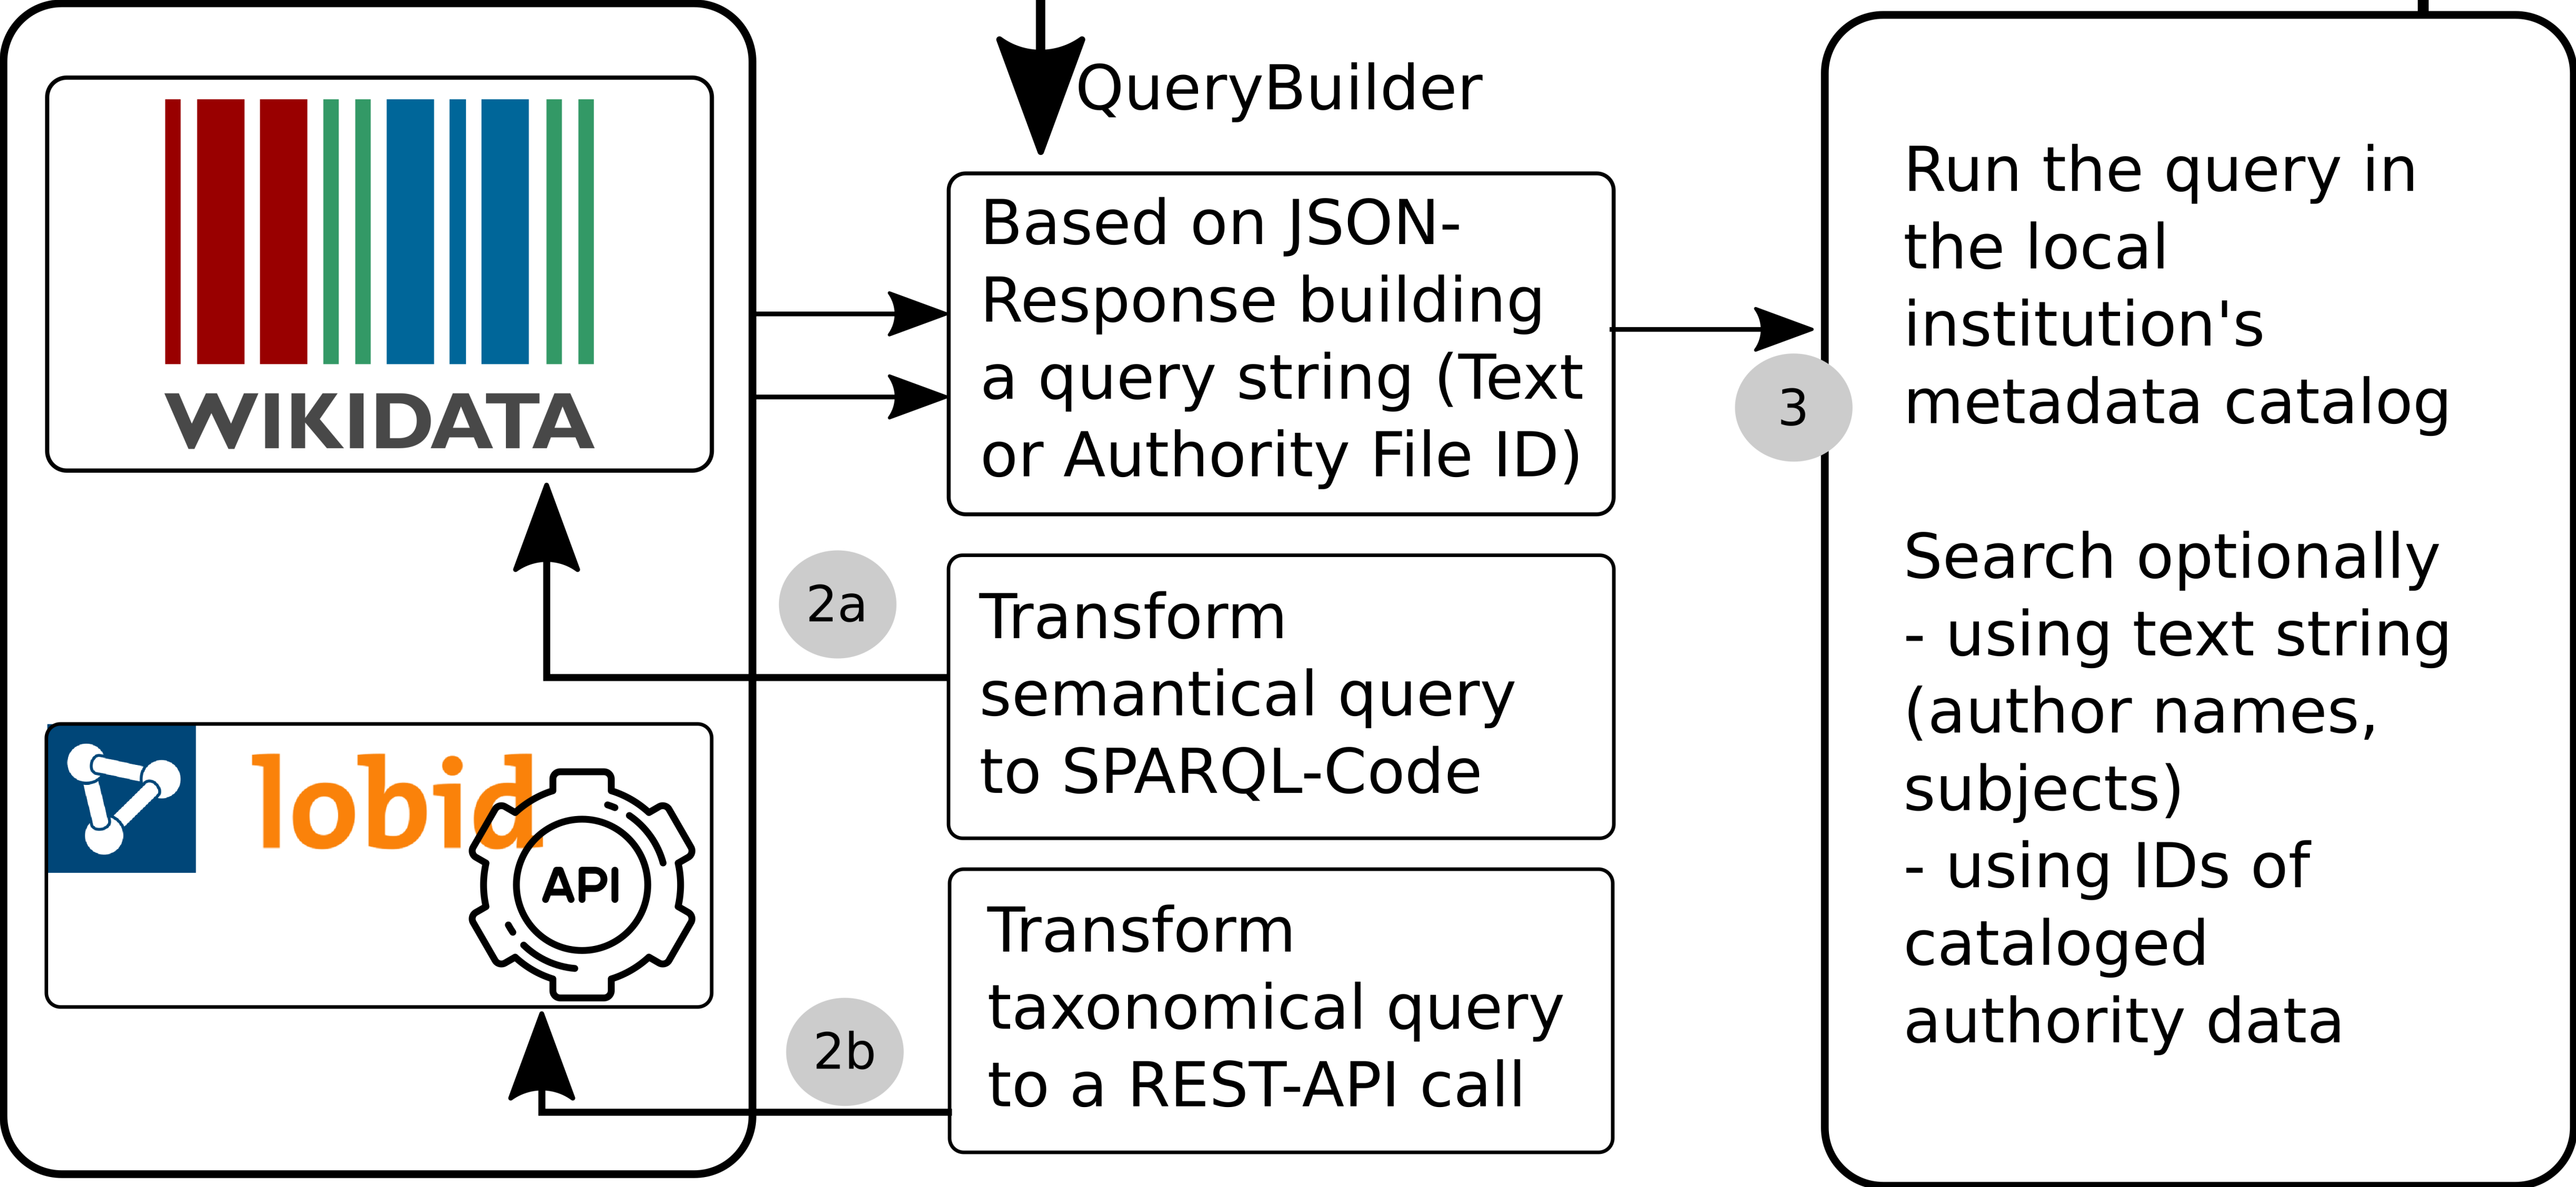 WIKIDATA
lobid
API
QueryBuilder
Based on JSON-
Response building
a query string (Text
or Authority File ID)
2a
Transform
semantical query
to SPARQL-Code
2b
Transform
taxonomical query
to a REST-API call
3
Run the query in
the local
institution's
metadata catalog
Search optionally
- using text string
(author names,
subjects)
- using IDs of
cataloged
authority data